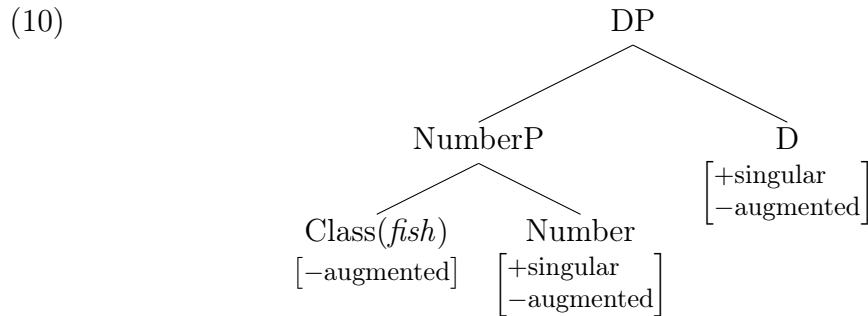 (10)
DP
NumberP
D
[+singular
−augmented]
Class(fish)
[−augmented]
Number
[+singular
−augmented]